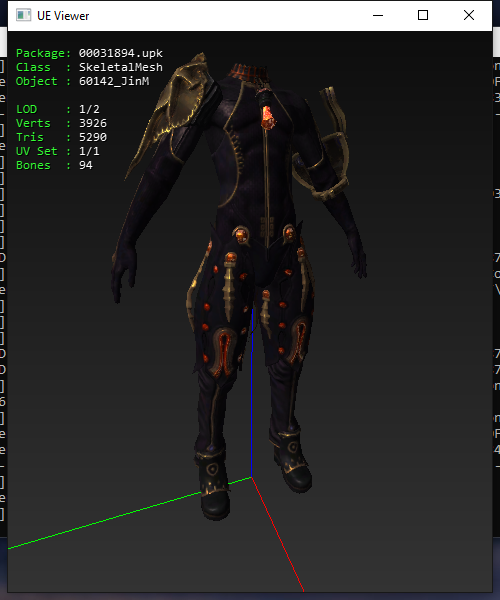 UE Viewer
Package: 00031894.upk
Class  : SkeletalMesh
Object : 60142_JinM
LOD    : 1/2
Verts  : 3926
Tris   : 5290
UV Set : 1/1
Bones  : 94